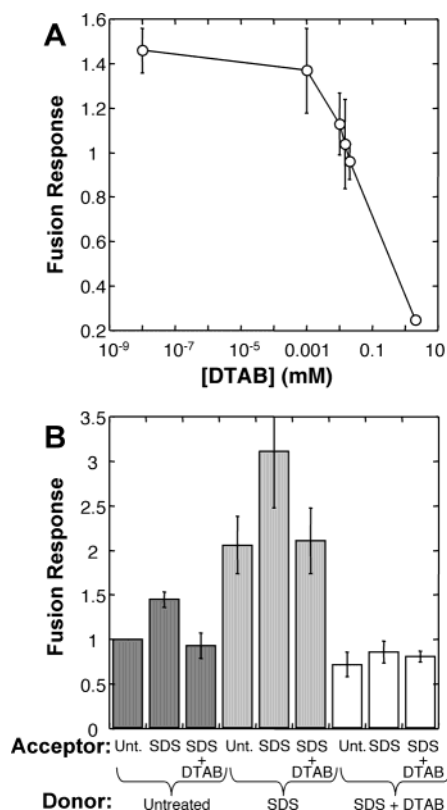 A
1.6
1.4
1.2
1
0.8
0.6
0.4
0.2
Fusion Response
10-9 10-7 10-5 0.001 0.1 10
[DTAB] (mM)
B
3.5
3
2.5
2
1.5
1
0.5
0
Fusion Response
Acceptor: Unt. SDS SDS Unt. SDS SDS Unt. SDS SDS
+ + +
DTAB DTAB DTAB
Donor: Untreated SDS SDS + DTAB